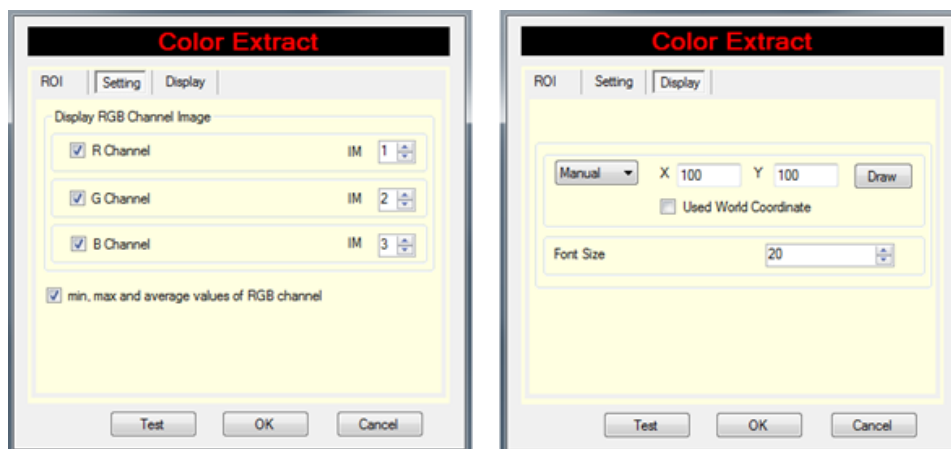 Color Extract
ROI Setting Display
Display RGB Channel Image
R Channel IM 1
G Channel IM 2
B Channel IM 3
min, max and average values of RGB channel
Test OK Cancel
Color Extract
ROI Setting Display
Manual X 100 Y 100 Draw
Used World Coordinate
Font Size 20
Test OK Cancel